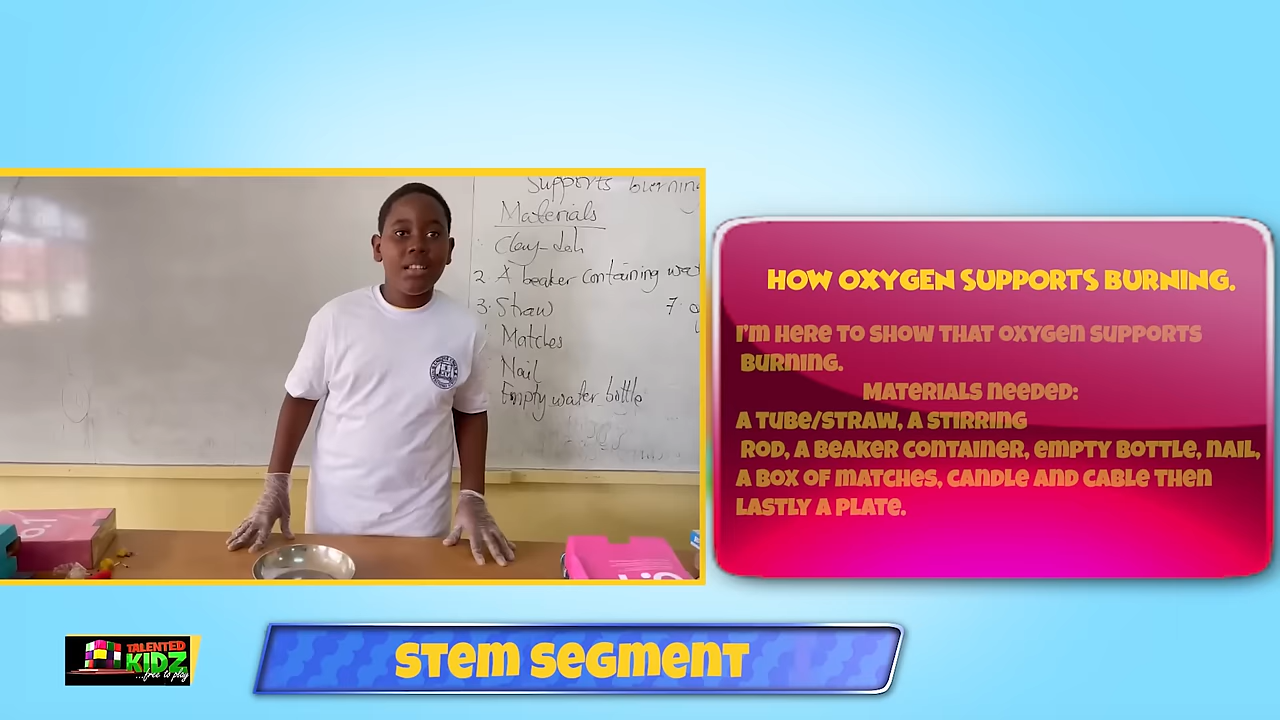 Supports burning
Materials
Clay-doh
2 A beaker containing wat
3. Straw
7.
Matches
Nail
Empty water bottle
HOW OXYGEN SUPPORTS BURNING.
I'm here to show that oxygen supports
burning.
Materials needed:
A tube/straw, a stirring
rod, a beaker container, empty bottle, nail,
a box of matches, candle and cable then
lastly a plate.
TALENTED
KIDZ
...free to play
STEM SEGMENT